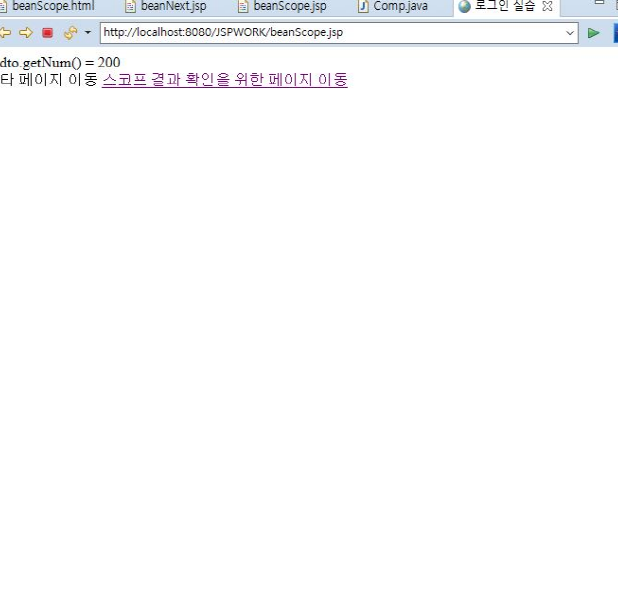 beanScope.html beanNext.jsp beanScope.jsp Comp.java 로그인 실습
http://localhost:8080/JSPWORK/beanScope.jsp
dto.getNum() = 200
타 페이지 이동 스코프 결과 확인을 위한 페이지 이동